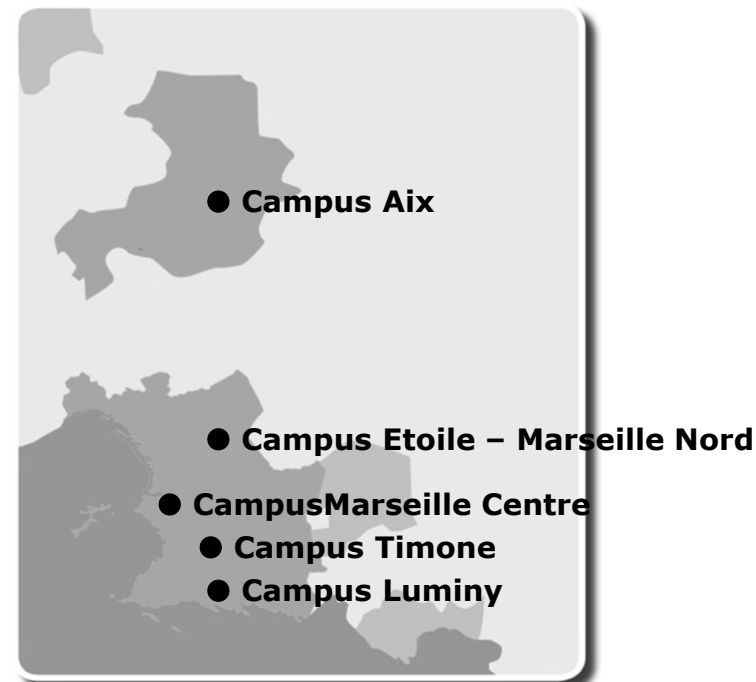 Campus Aix
Campus Etoile – Marseille Nord
CampusMarseille Centre
Campus Timone
Campus Luminy